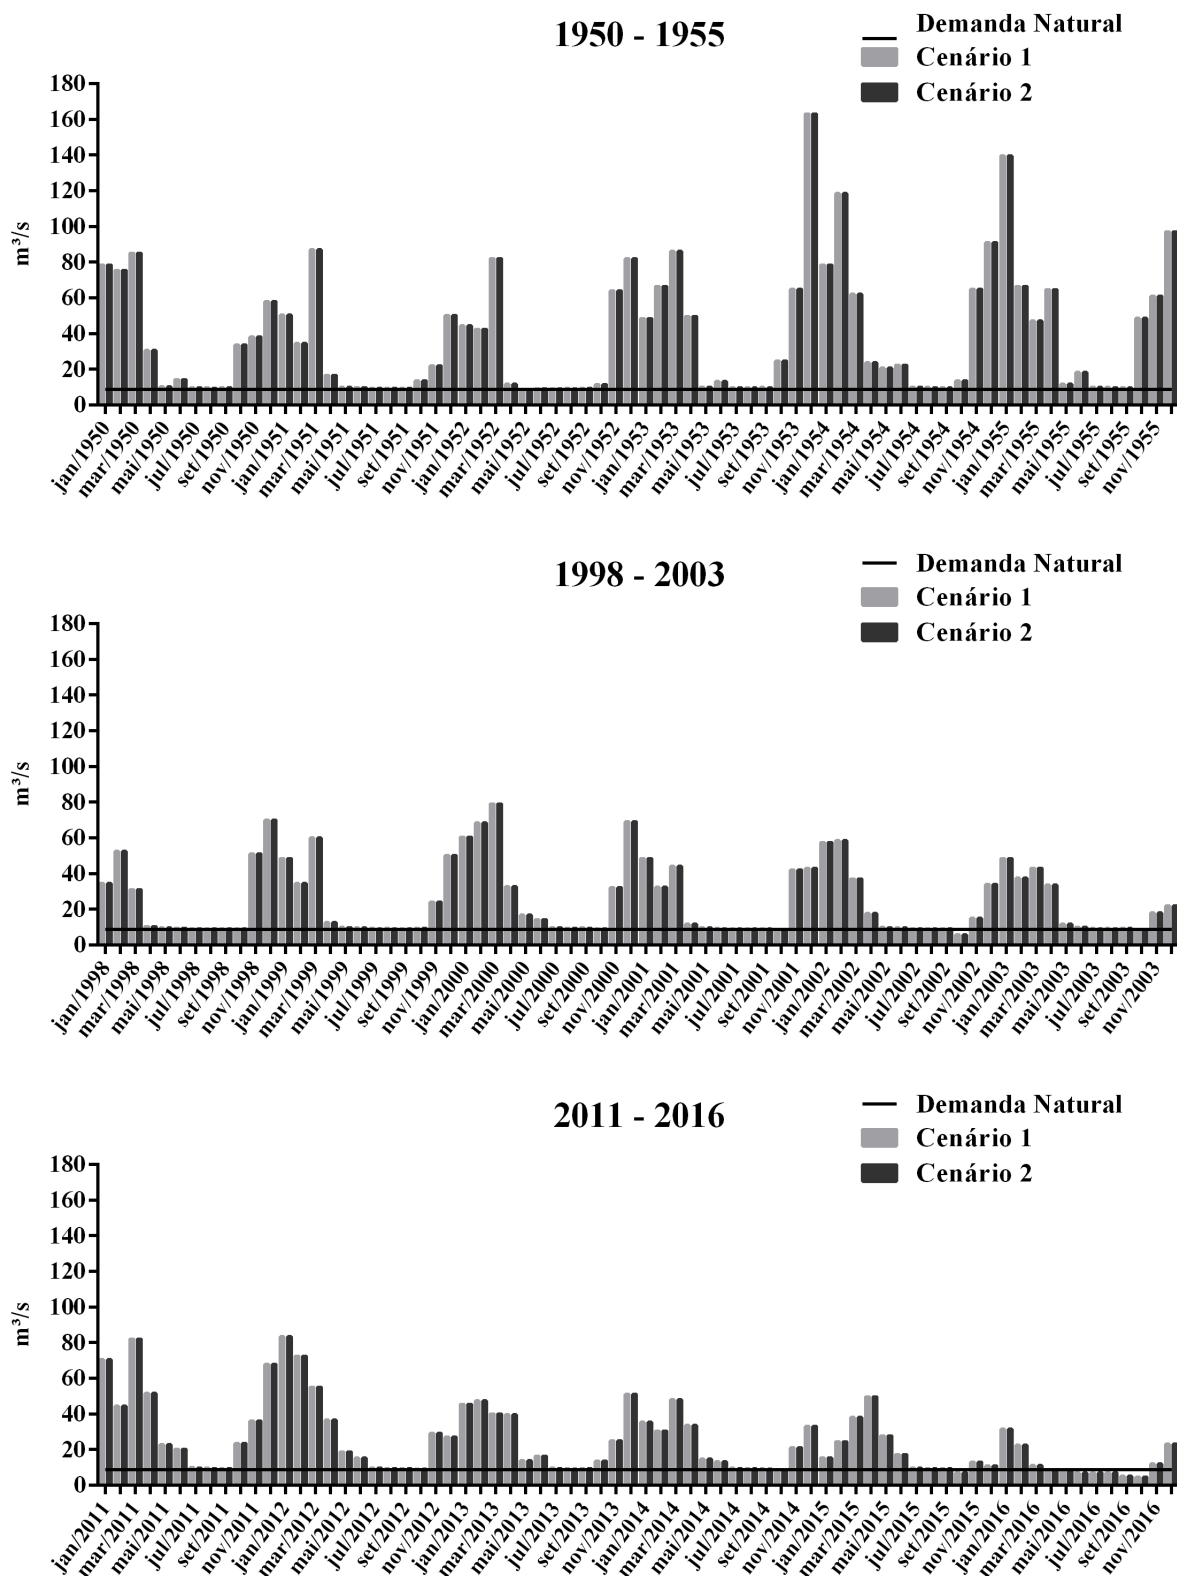 1950 - 1955
Demanda Natural
Cenário 1
Cenário 2
m³/s
180
160
140
120
100
80
60
40
20
0
jan/1950
mar/1950
mai/1950
jul/1950
set/1950
nov/1950
jan/1951
mar/1951
mai/1951
jul/1951
set/1951
nov/1951
jan/1952
mar/1952
mai/1952
jul/1952
set/1952
nov/1952
jan/1953
mar/1953
mai/1953
jul/1953
set/1953
nov/1953
jan/1954
mar/1954
mai/1954
jul/1954
set/1954
nov/1954
jan/1955
mar/1955
mai/1955
jul/1955
set/1955
nov/1955
1998 - 2003
Demanda Natural
Cenário 1
Cenário 2
m³/s
180
160
140
120
100
80
60
40
20
0
jan/1998
mar/1998
mai/1998
jul/1998
set/1998
nov/1998
jan/1999
mar/1999
mai/1999
jul/1999
set/1999
nov/1999
jan/2000
mar/2000
mai/2000
jul/2000
set/2000
nov/2000
jan/2001
mar/2001
mai/2001
jul/2001
set/2001
nov/2001
jan/2002
mar/2002
mai/2002
jul/2002
set/2002
nov/2002
jan/2003
mar/2003
mai/2003
jul/2003
set/2003
nov/2003
2011 - 2016
Demanda Natural
Cenário 1
Cenário 2
m³/s
180
160
140
120
100
80
60
40
20
0
jan/2011
mar/2011
mai/2011
jul/2011
set/2011
nov/2011
jan/2012
mar/2012
mai/2012
jul/2012
set/2012
nov/2012
jan/2013
mar/2013
mai/2013
jul/2013
set/2013
nov/2013
jan/2014
mar/2014
mai/2014
jul/2014
set/2014
nov/2014
jan/2015
mar/2015
mai/2015
jul/2015
set/2015
nov/2015
jan/2016
mar/2016
mai/2016
jul/2016
set/2016
nov/2016